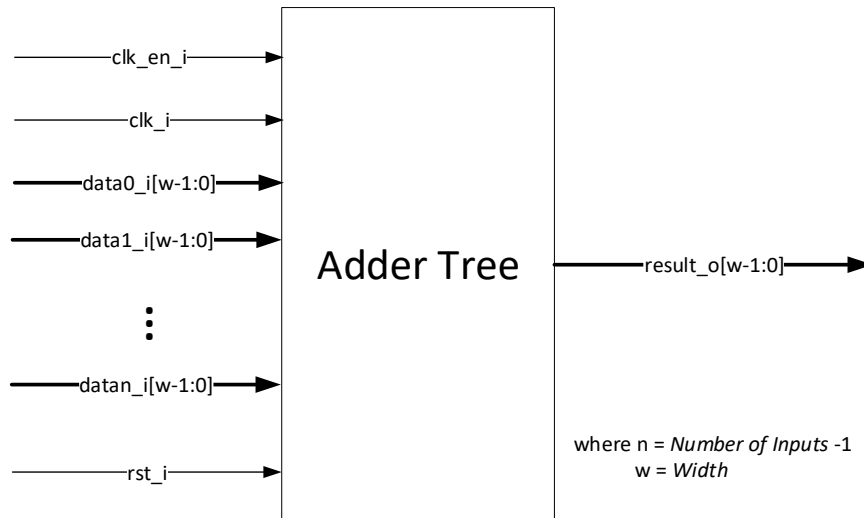 clk_en_i
clk_i
data0_i[w-1:0]
data1_i[w-1:0]
datan_i[w-1:0]
rst_i
Adder Tree
result_o[w-1:0]
where n = Number of Inputs -1
w = Width